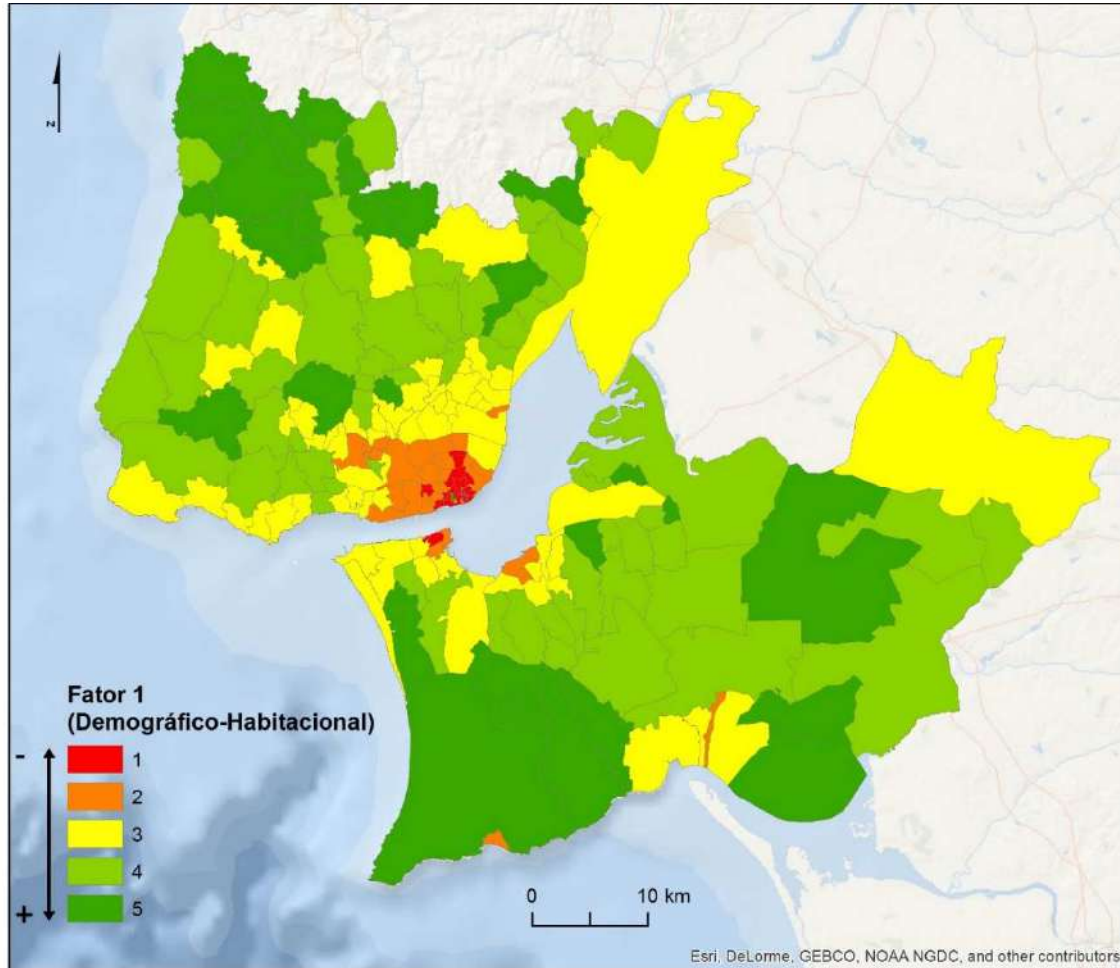 z
Fator 1
(Demográfico-Habitacional)
-
1
2
3
4
5
+
0 10 km
Esri, DeLorme, GEBCO, NOAA NGDC, and other contributors